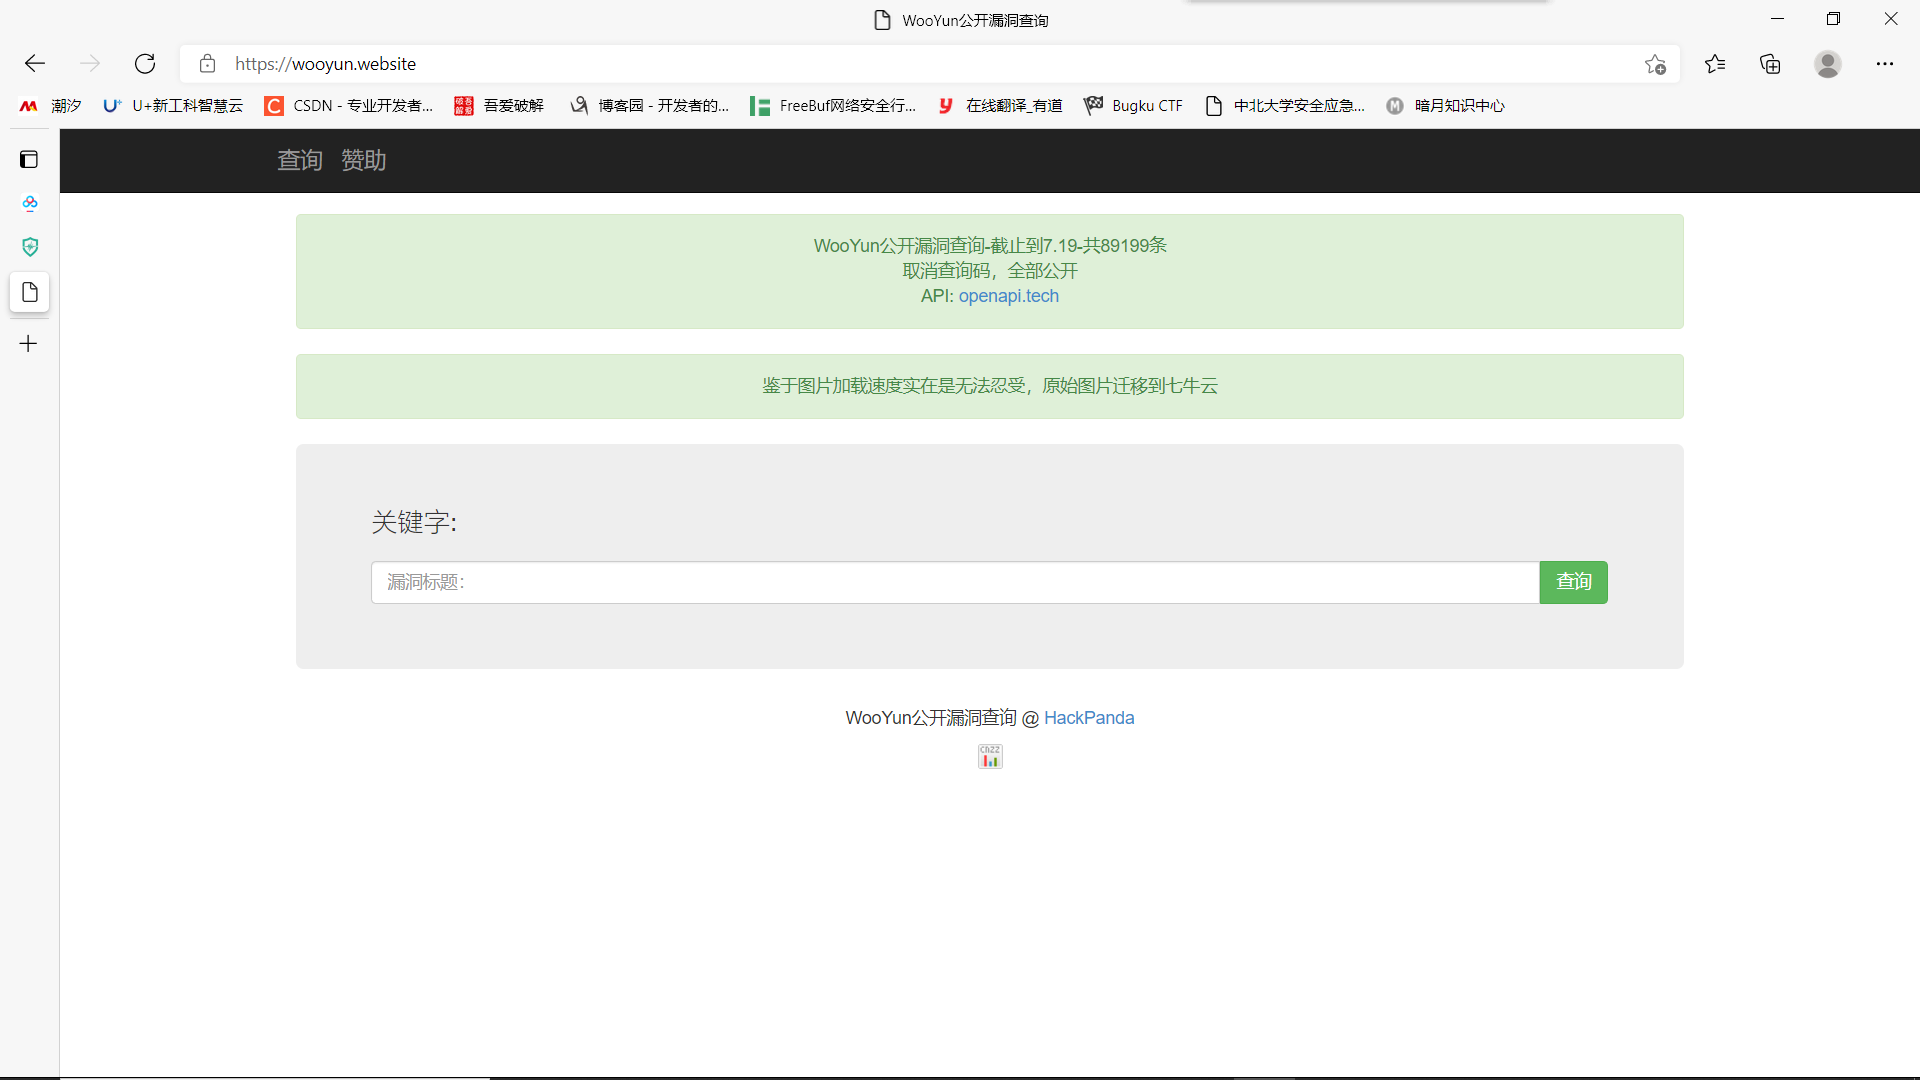 WooYun公开漏洞查询
https://wooyun.website
潮汐
U+新工科智慧云
CSDN - 专业开发者...
吾爱破解
博客园 - 开发者的...
FreeBuf网络安全行...
在线翻译_有道
Bugku CTF
中北大学安全应急...
暗月知识中心
查询 赞助
WooYun公开漏洞查询-截止到7.19-共89199条
取消查询码，全部公开
API: openapi.tech
鉴于图片加载速度实在是无法忍受，原始图片迁移到七牛云
关键字:
漏洞标题：
查询
WooYun公开漏洞查询 @ HackPanda